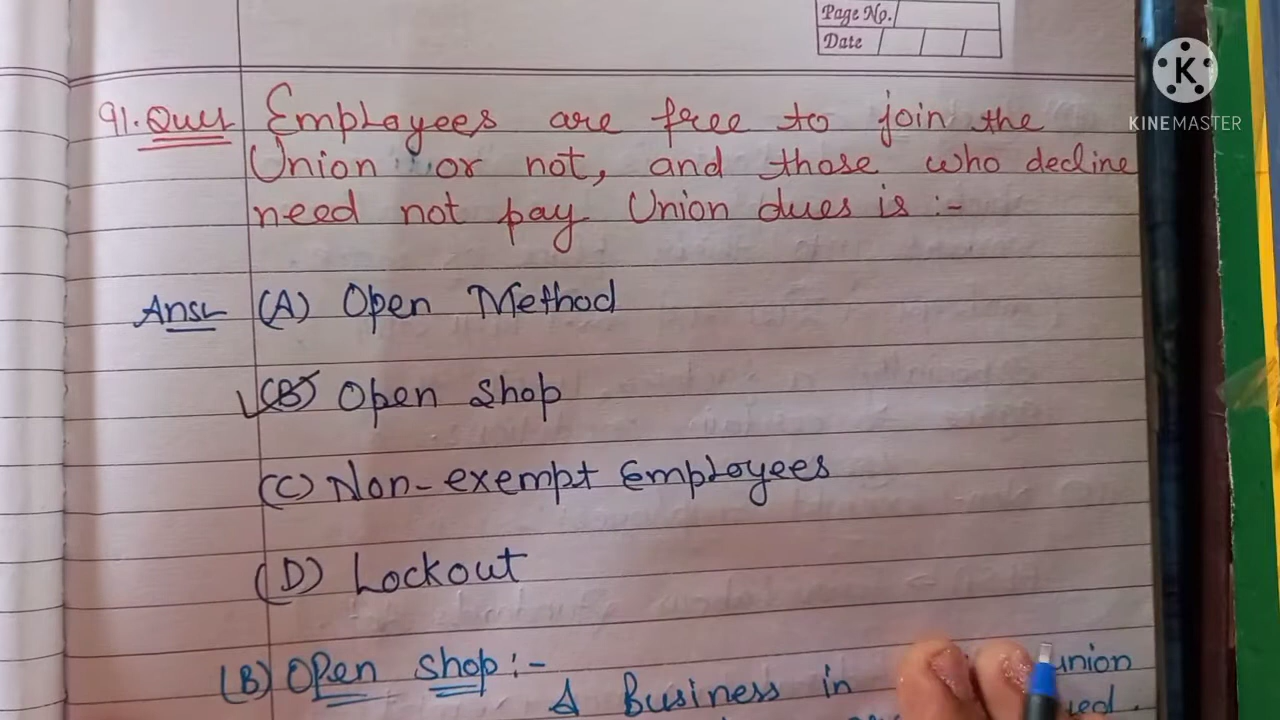 Page No.
Date
KINEMASTER
91. Ques Employees are free to join the
Union or not, and those who decline
need not pay Union dues is :-
Ans (A) Open Method
(B) Open Shop
(C) Non-exempt Employees
(D) Lockout
(B) Open Shop :-
A Business in union